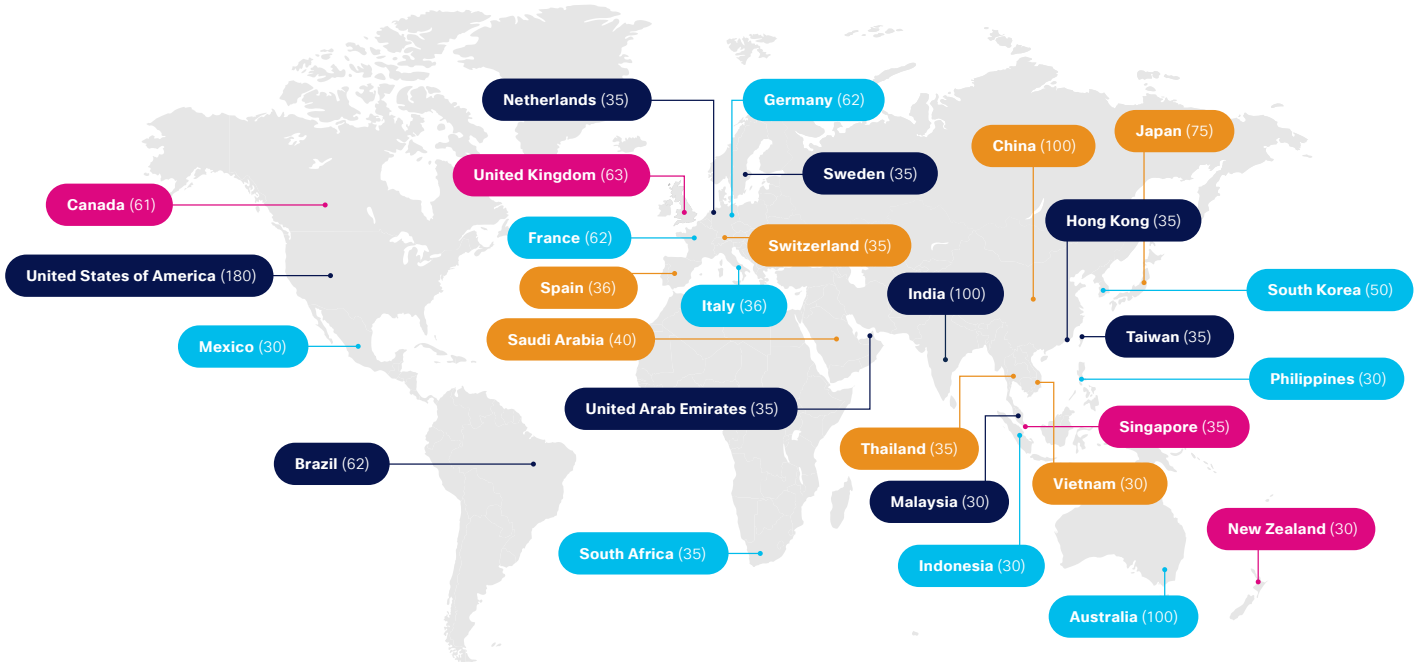 Netherlands (35)
Germany (62)
Japan (75)
China (100)
United Kingdom (63)
Sweden (35)
Canada (61)
Hong Kong (35)
France (62)
Switzerland (35)
United States of America (180)
Spain (36)
Italy (36)
India (100)
South Korea (50)
Mexico (30)
Saudi Arabia (40)
Taiwan (35)
Philippines (30)
United Arab Emirates (35)
Singapore (35)
Thailand (35)
Brazil (62)
Vietnam (30)
Malaysia (30)
New Zealand (30)
South Africa (35)
Indonesia (30)
Australia (100)